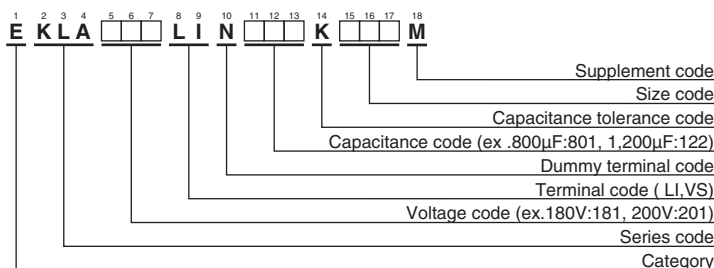 1 2 3 4 5 6 7 8 9 10 11 12 13 14 15 16 17 18
E KLA LI N K M
Supplement code
Size code
Capacitance tolerance code
Capacitance code (ex .800μF:801, 1,200μF:122)
Dummy terminal code
Terminal code ( LI,VS)
Voltage code (ex.180V:181, 200V:201)
Series code
Category